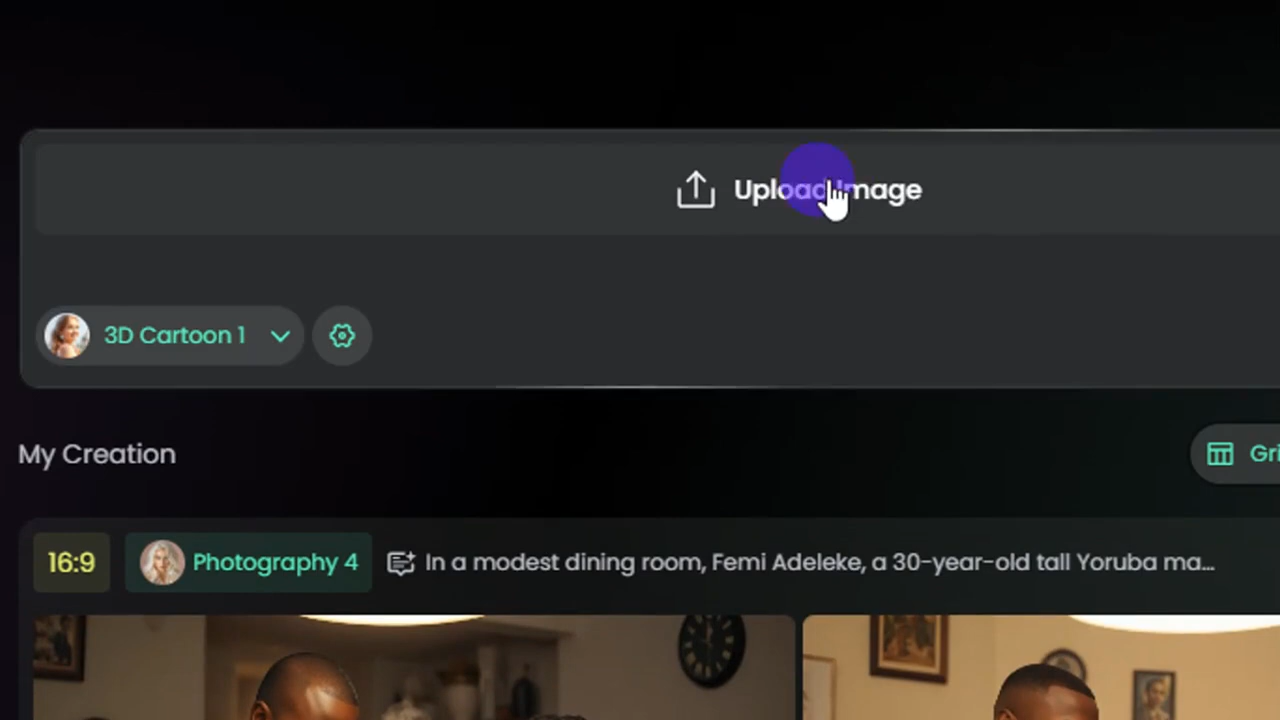 Upload Image
3D Cartoon 1
My Creation
Gri
16:9
Photography 4
In a modest dining room, Femi Adeleke, a 30-year-old tall Yoruba ma...